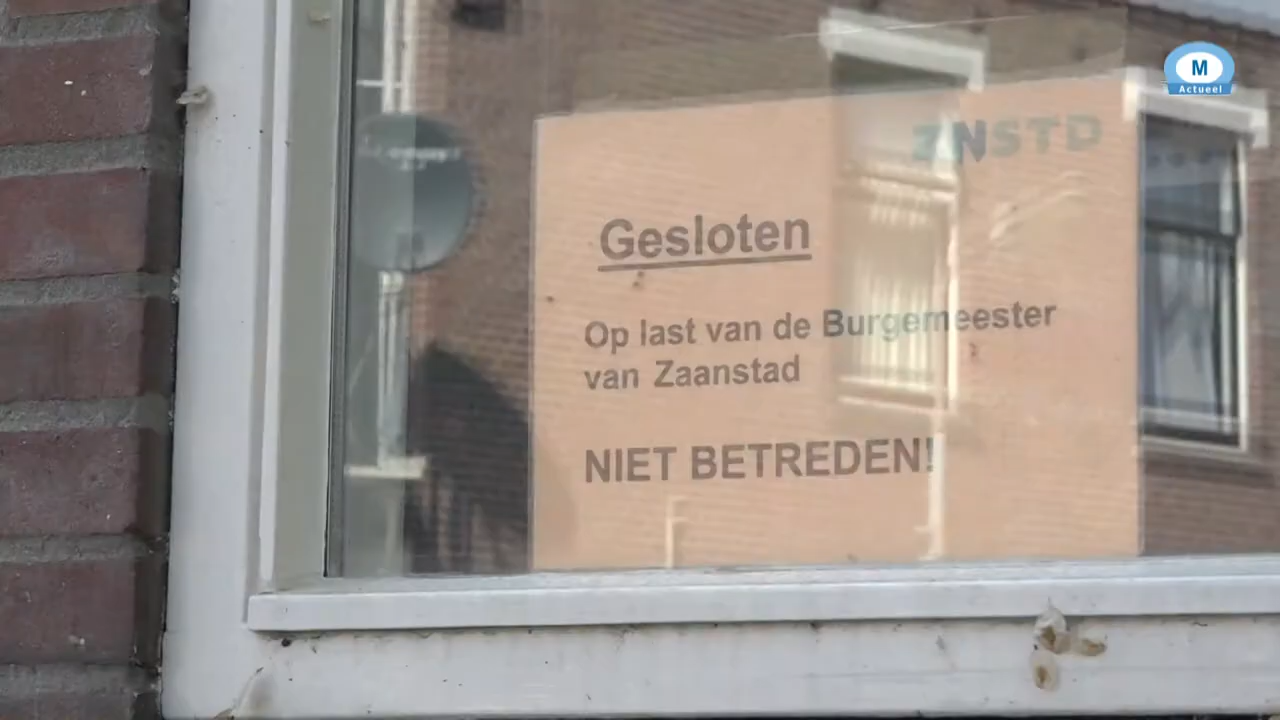 M
Actueel
ZNSTD
Gesloten
Op last van de Burgemeester
van Zaanstad
NIET BETREDEN!